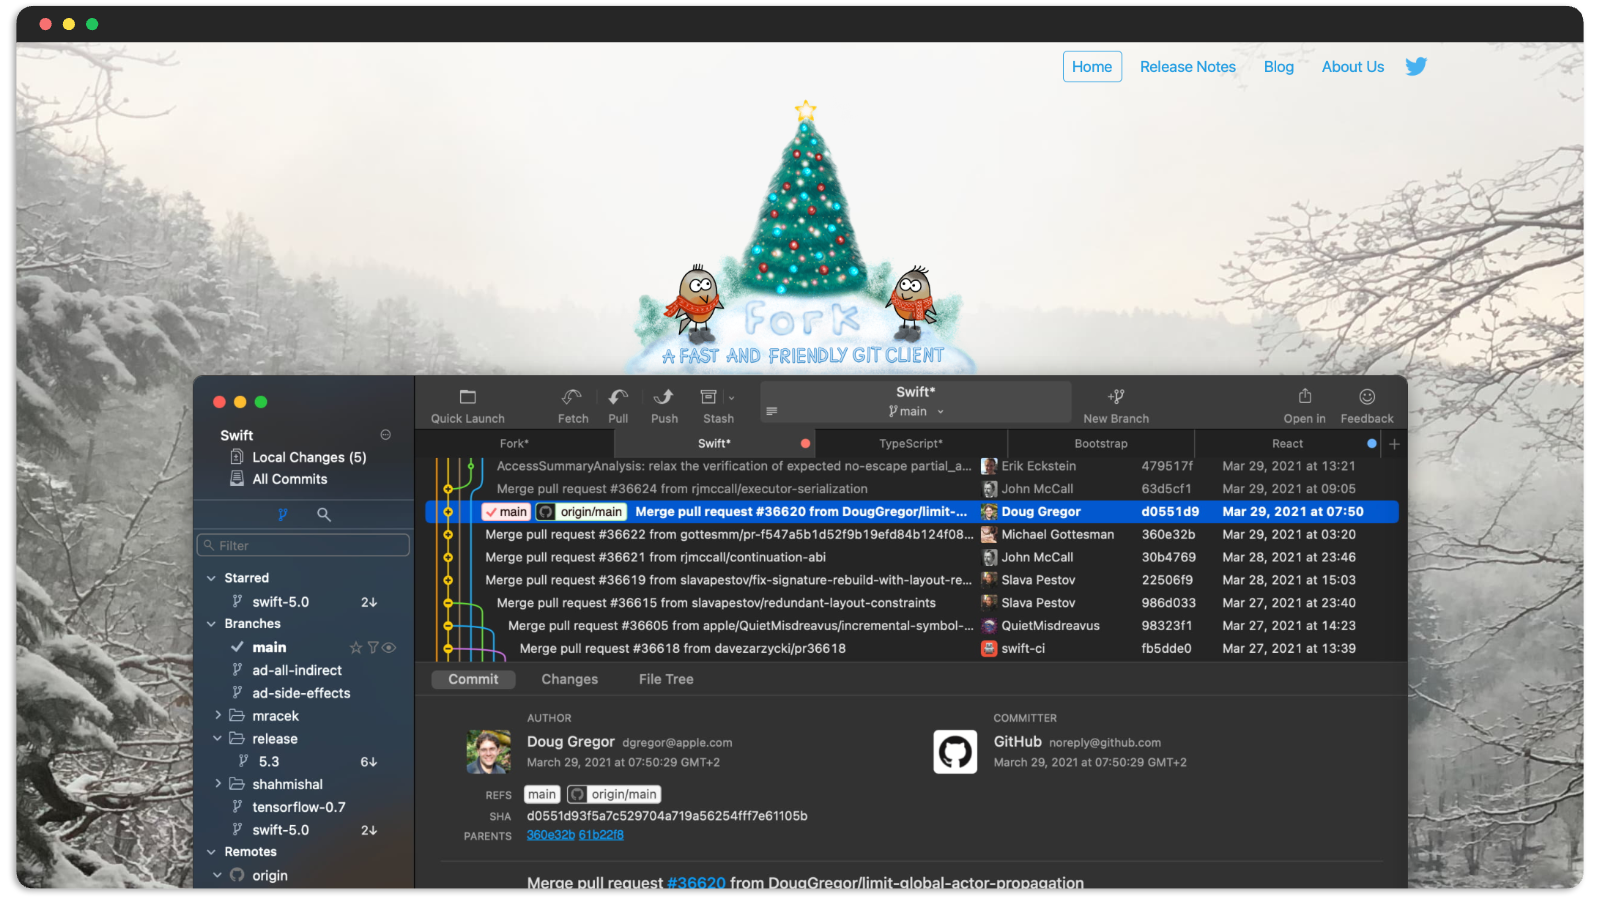 Home Release Notes Blog About Us
Fork
A FAST AND FRIENDLY GIT CLIENT
Quick Launch Fetch Pull Push Stash Swift* main New Branch Open in Feedback
Fork* Swift* TypeScript* Bootstrap React
Swift
Local Changes (5)
All Commits
Filter
Starred
swift-5.0 2↓
Branches
main
ad-all-indirect
ad-side-effects
mracek
release
5.3 6↓
shahmishal
tensorflow-0.7
swift-5.0 2↓
Remotes
origin
AccessSummaryAnalysis: relax the verification of expected no-escape partial_a... Erik Eckstein 479517f Mar 29, 2021 at 13:21
Merge pull request #36624 from rjmccall/executor-serialization John McCall 63d5cf1 Mar 29, 2021 at 09:05
main origin/main Merge pull request #36620 from DougGregor/limit-... Doug Gregor d0551d9 Mar 29, 2021 at 07:50
Merge pull request #36622 from gottesmm/pr-f547a5b1d52f9b19efd84b124f08... Michael Gottesman 360e32b Mar 29, 2021 at 03:20
Merge pull request #36621 from rjmccall/continuation-abi John McCall 30b4769 Mar 28, 2021 at 23:46
Merge pull request #36619 from slavapestov/fix-signature-rebuild-with-layout-re... Slava Pestov 22506f9 Mar 28, 2021 at 15:03
Merge pull request #36615 from slavapestov/redundant-layout-constraints Slava Pestov 986d033 Mar 27, 2021 at 23:40
Merge pull request #36605 from apple/QuietMisdreavus/incremental-symbol-... QuietMisdreavus 98323f1 Mar 27, 2021 at 14:23
Merge pull request #36618 from davezarzycki/pr36618 swift-ci fb5dde0 Mar 27, 2021 at 13:39
Commit Changes File Tree
AUTHOR
Doug Gregor dgregor@apple.com
March 29, 2021 at 07:50:29 GMT+2
COMMITTER
GitHub noreply@github.com
March 29, 2021 at 07:50:29 GMT+2
REFS main origin/main
SHA d0551d93f5a7c529704a719a56254fff7e61105b
PARENTS 360e32b 61b22f8
Merge pull request #36620 from DougGregor/limit-global-actor-propagation